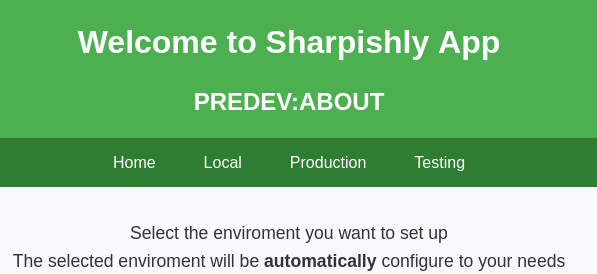 Welcome to Sharpishly App
PREDEV:ABOUT
Home Local Production Testing
Select the enviroment you want to set up
The selected enviroment will be automatically configure to your needs